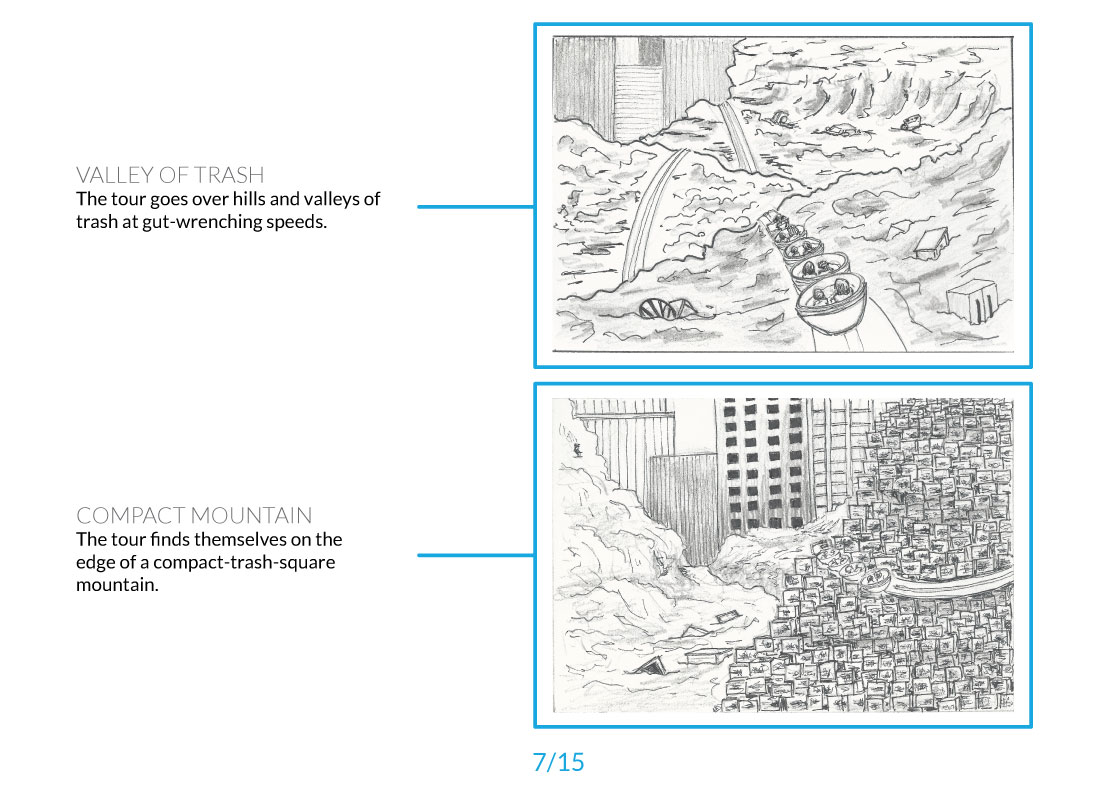 VALLEY OF TRASH
The tour goes over hills and valleys of
trash at gut-wrenching speeds.
COMPACT MOUNTAIN
The tour finds themselves on the
edge of a compact-trash-square
mountain.
7/15